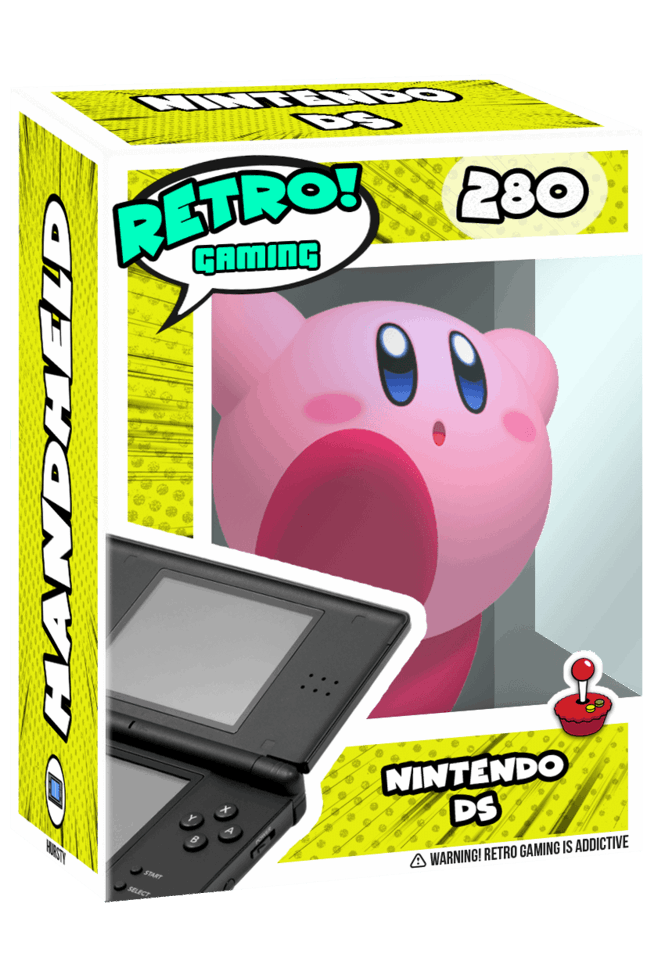 NINTENDO
DS
RETRO!
GAMING
280
HANDHELD
HURSTY
Y
X
B
A
START
SELECT
NINTENDO
DS
WARNING! RETRO GAMING IS ADDICTIVE